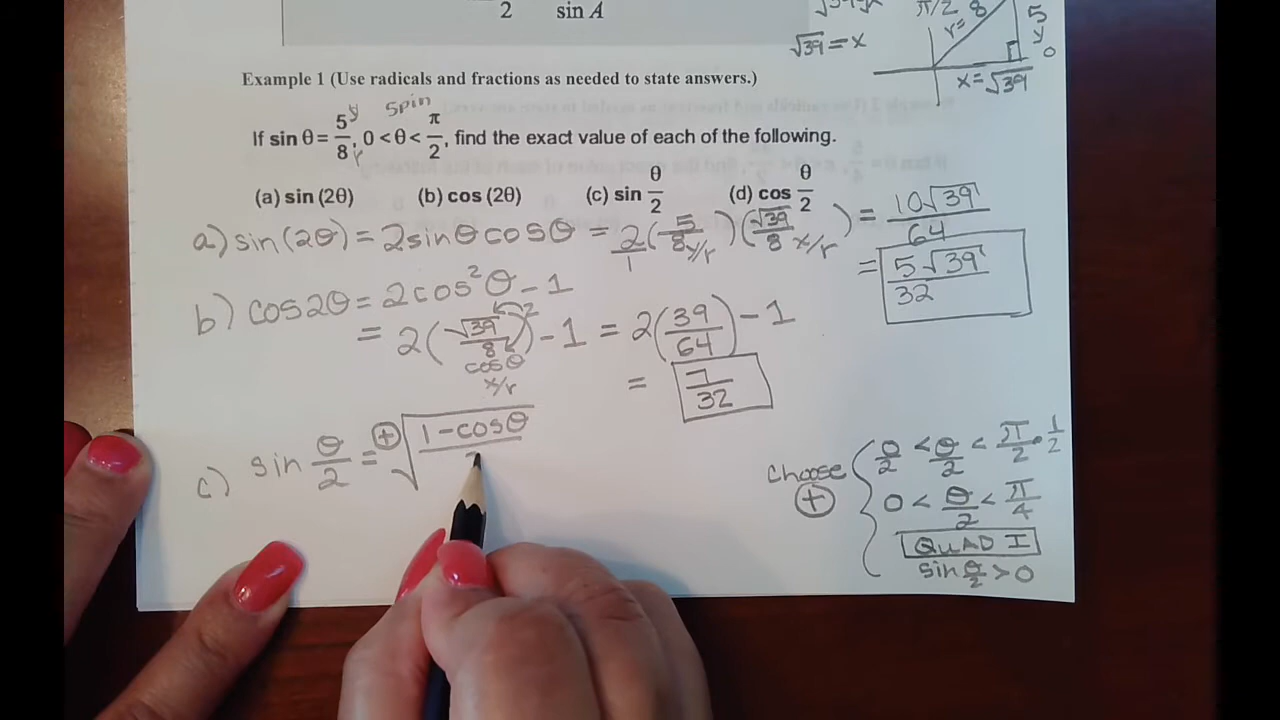 2 sin A
√39 = x
π/2
r = 8
5
y
x = √39
Example 1 (Use radicals and fractions as needed to state answers.)
5 y spin
If sin θ = 5/8, 0 < θ < π/2, find the exact value of each of the following.
r
(a) sin (2θ) (b) cos (2θ) (c) sin θ/2 (d) cos θ/2
a) sin(2θ) = 2sinθcosθ = 2/1 (5/8 y/r) (√39/8 x/r) = 10√39/64
= 5√39/32
b) cos2θ = 2cos²θ - 1
= 2(√39/8)² - 1 = 2(39/64) - 1
cosθ
x/r
= 7/32
c) sin θ/2 = + √(1-cosθ/2
choose +
0/2 < θ/2 < π/2 · 1/2
0 < θ/2 < π/4
QUAD I
sin θ/2 > 0